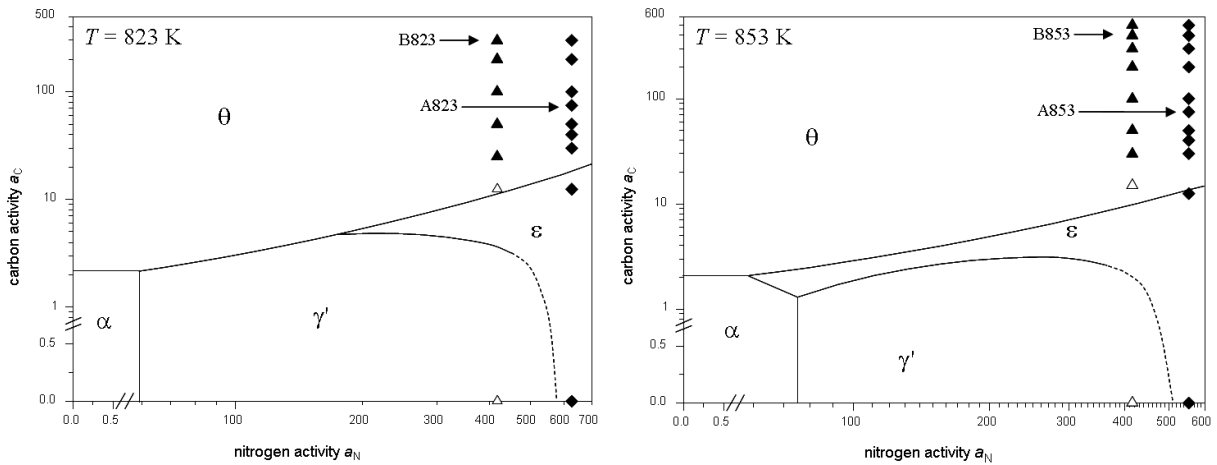 T = 823 K
B823
A823
θ
ε
α
γ'
500
100
10
1
0.5
0.0
carbon activity aC
0.0
0.5
100
200
300
400
500
600
700
nitrogen activity aN
T = 853 K
B853
A853
θ
ε
α
γ'
600
100
10
1
0.5
0.0
carbon activity aC
0.0
0.5
100
200
300
400
500
600
nitrogen activity aN